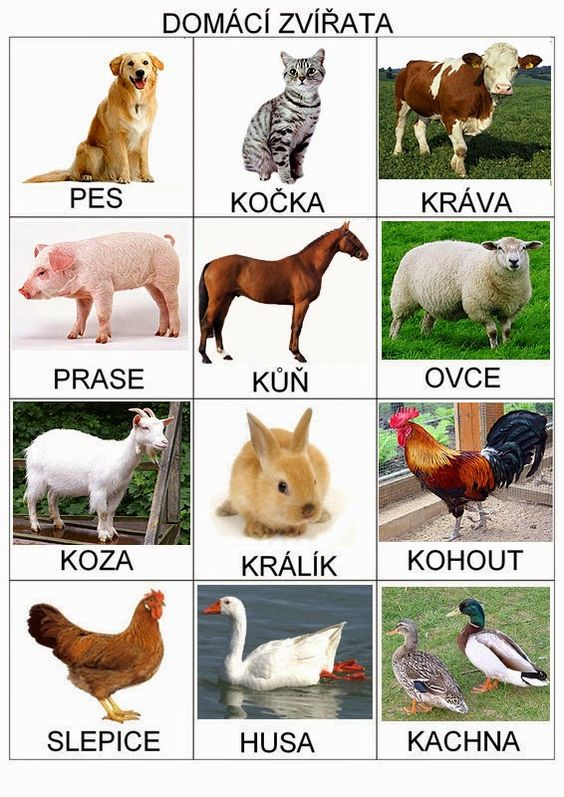 DOMÁCÍ ZVÍŘATA
PES
KOČKA
KRÁVA
PRASE
KŮŇ
OVCE
KOZA
KRÁLÍK
KOHOUT
SLEPICE
HUSA
KACHNA